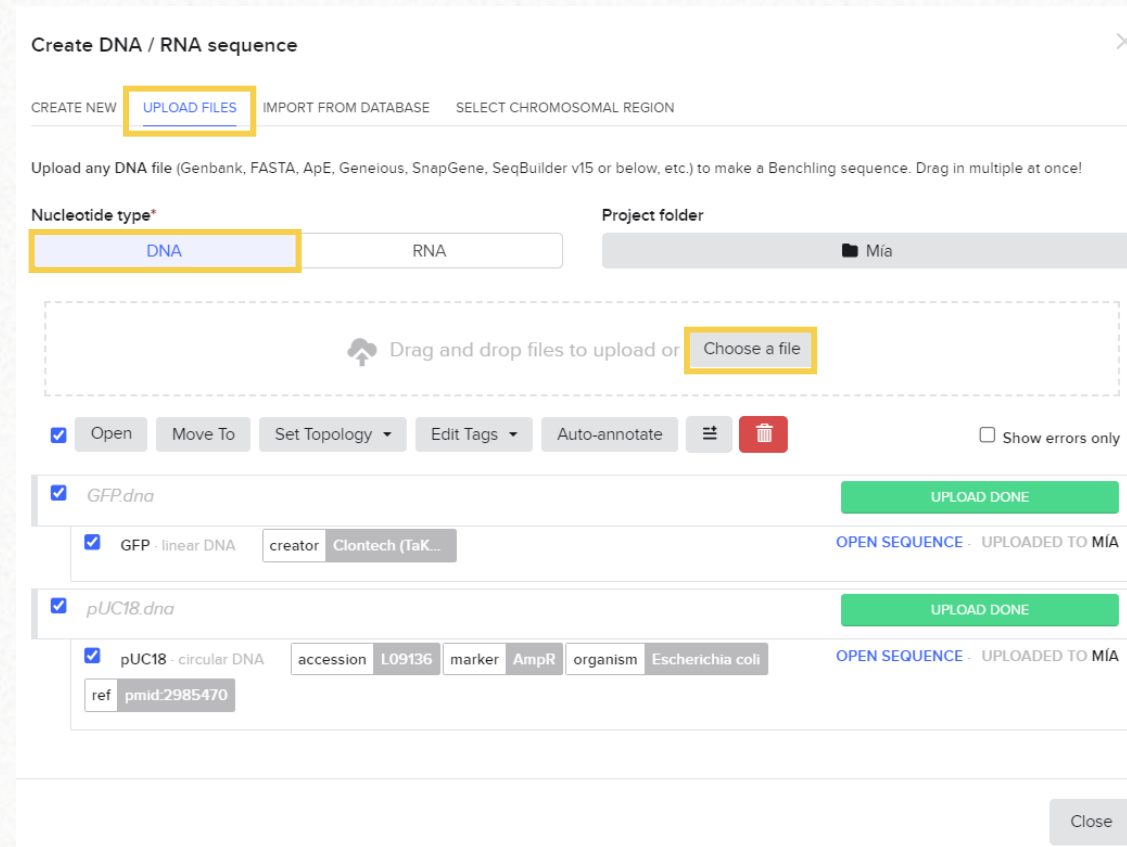 Create DNA / RNA sequence
CREATE NEW UPLOAD FILES IMPORT FROM DATABASE SELECT CHROMOSOMAL REGION
Upload any DNA file (Genbank, FASTA, ApE, Geneious, SnapGene, SeqBuilder v15 or below, etc.) to make a Benchling sequence. Drag in multiple at once!
Nucleotide type* Project folder
DNA RNA Mía
Drag and drop files to upload or Choose a file
Open Move To Set Topology Edit Tags Auto-annotate Show errors only
GFP.dna UPLOAD DONE
GFP · linear DNA creator Clontech (TaK... OPEN SEQUENCE · UPLOADED TO MÍA
pUC18.dna UPLOAD DONE
pUC18 · circular DNA accession L09136 marker AmpR organism Escherichia coli OPEN SEQUENCE · UPLOADED TO MÍA
ref pmid:2985470
Close